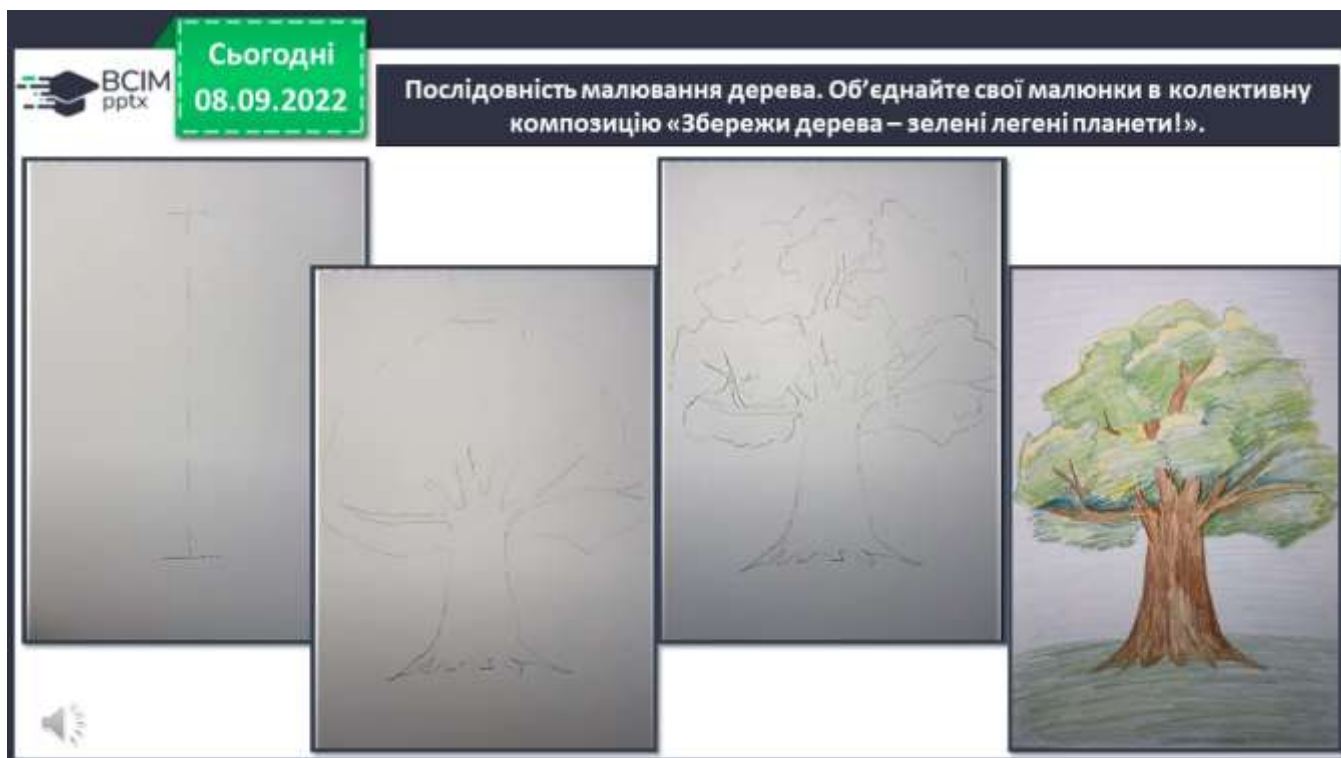 Сьогодні
08.09.2022
ВСІМ
pptx
Послідовність малювання дерева. Об’єднайте свої малюнки в колективну
композицію «Збережи дерева – зелені легені планети!».